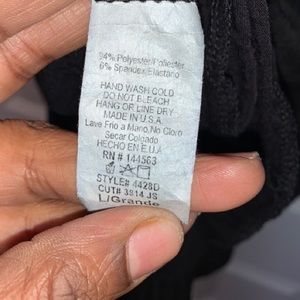 94% Polyester/Poliester
6% Spandex/Elastano
HAND WASH COLD
DO NOT BLEACH
HANG OR LINE DRY
MADE IN U.S.A.
Lave Frio a Mano,No Cloro
Secar Colgado
HECHO EN E.U.A
RN # 144563
STYLE# 4428D
CUT# 3814 JS
L/Grande